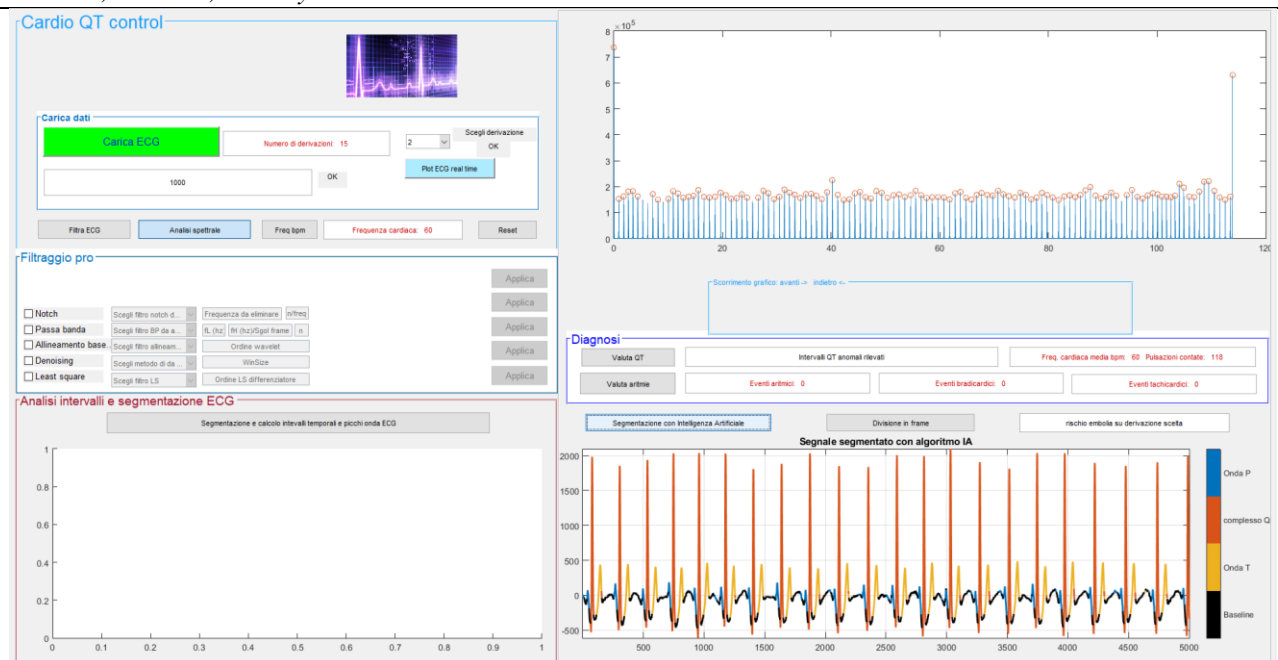 Cardio QT control
Carica dati
Carica ECG
Numero di derivazioni: 15
2
Scegli derivazione
OK
1000
OK
Plot ECG real time
Filtra ECG
Analisi spettrale
Freq bpm
Frequenza cardiaca: 60
Reset
Filtraggio pro
Applica
Applica
Notch
Scegli filtro notch d...
Frequenza da eliminare
n/freq
Applica
Passa banda
Scegli filtro BP da a...
fL (hz)
fH (hz)/Sgol frame
n
Allineamento base...
Scegli filtro allineam...
Ordine wavelet
Applica
Denoising
Scegli metodo di da ...
WinSize
Least square
Scegli filtro LS
Ordine LS differenziatore
Applica
Analisi intervalli e segmentazione ECG
Segmentazione e calcolo intevalli temporali e picchi onda ECG
1
0.8
0.6
0.4
0.2
0
0 0.1 0.2 0.3 0.4 0.5 0.6 0.7 0.8 0.9 1
× 10^5
8
7
6
5
4
3
2
1
0
0 20 40 60 80 100 120
Scorrimento grafico: avanti -> indietro <-
Diagnosi
Valuta QT
Intervalli QT anomali rilevati
Freq. cardiaca media bpm: 60 Pulsazioni contate: 118
Valuta aritmie
Eventi aritmici: 0
Eventi bradicardici: 0
Eventi tachicardici: 0
Segmentazione con Intelligenza Artificiale
Divisione in frame
rischio embolia su derivazione scelta
Segnale segmentato con algoritmo IA
2000
1500
1000
500
0
-500
500 1000 1500 2000 2500 3000 3500 4000 4500 5000
Onda P
complesso Q
Onda T
Baseline